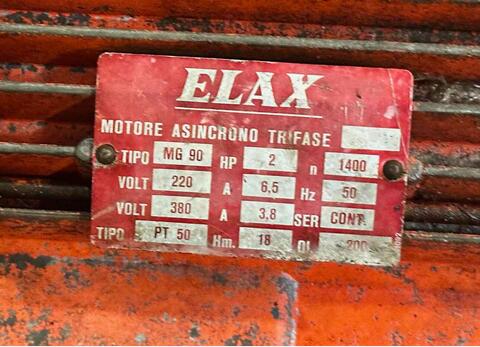 ELAX
MOTORE ASINCRONO TRIFASE
TIPO MG 90 HP 2 n 1400
VOLT 220 A 6,5 Hz 50
VOLT 380 A 3,8 SER CONT.
TIPO PT 50 Hm. 18 Ql 200